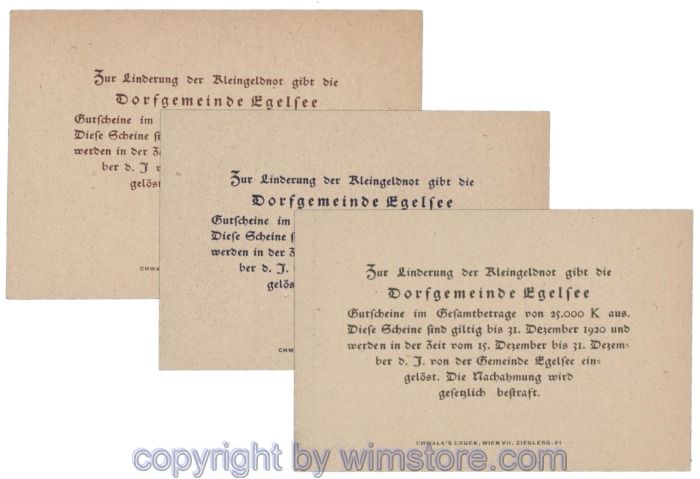 Zur Linderung der Kleingeldnot gibt die
Dorfgemeinde Egelsee
Gutscheine im
Diese Scheine
werden in der
ber d. J.
gelöst
CHWALA
Zur Linderung der Kleingeldnot gibt die
Dorfgemeinde Egelsee
Gutscheine im
Diese Scheine
werden in der
ber d. J.
gelös
CHW
Zur Linderung der Kleingeldnot gibt die
Dorfgemeinde Egelsee
Gutscheine im Gesamtbetrage von 25.000 K aus.
Diese Scheine sind giltig bis 31. Dezember 1920 und
werden in der Zeit vom 15. Dezember bis 31. Dezem-
ber d. J. von der Gemeinde Egelsee ein-
gelöst. Die Nachahmung wird
gesetzlich bestraft.
CHWALA'S DRUCK, WIEN VII. ZIEGLERG. 61
copyright by wimstore.com